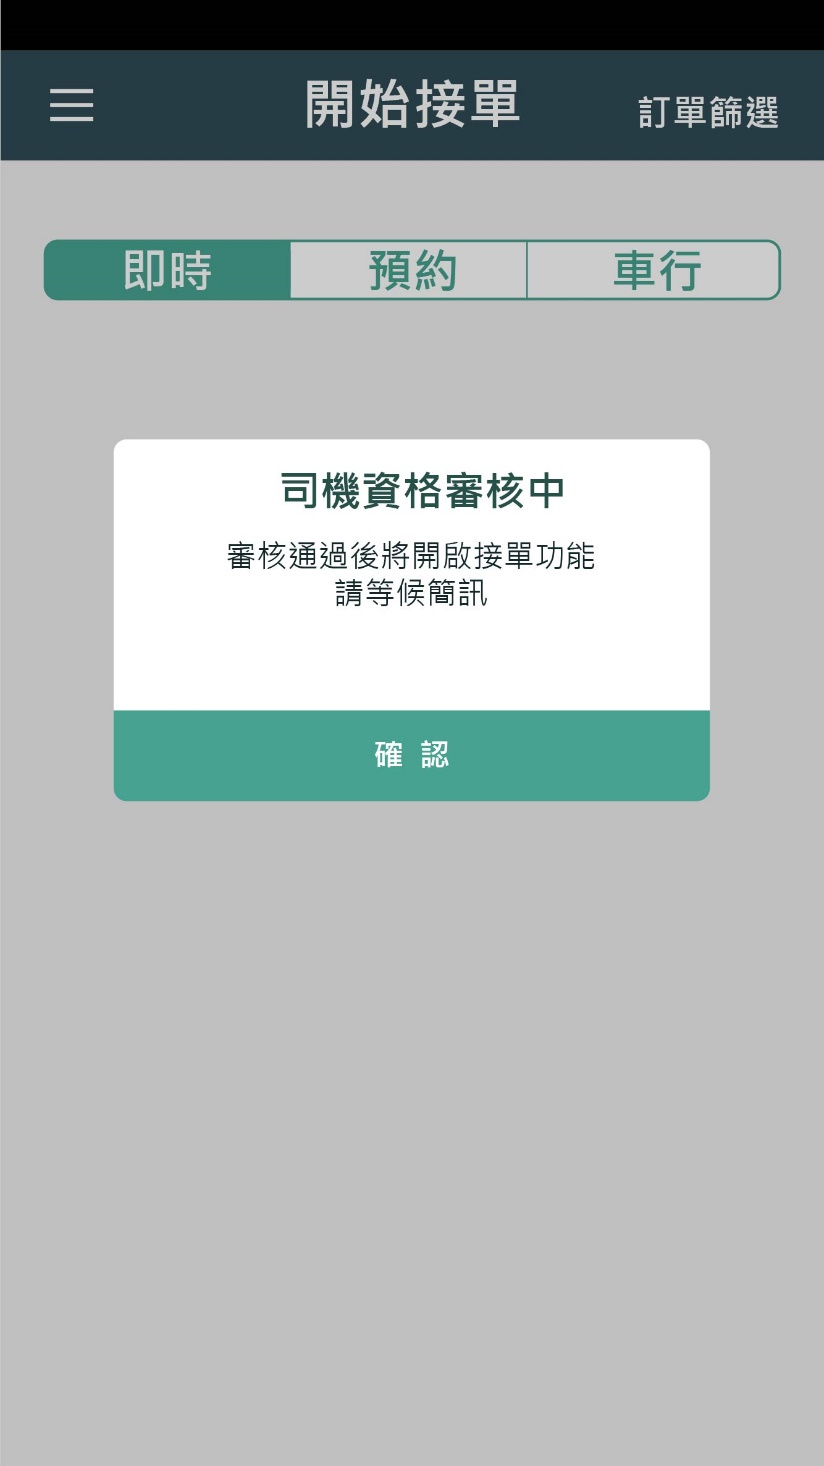 開始接單
訂單篩選
即時
預約
車行
司機資格審核中
審核通過後將開啟接單功能
請等候簡訊
確 認